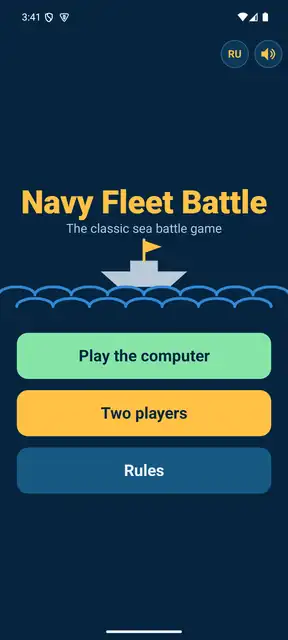 3:41
RU
Navy Fleet Battle
The classic sea battle game
Play the computer
Two players
Rules